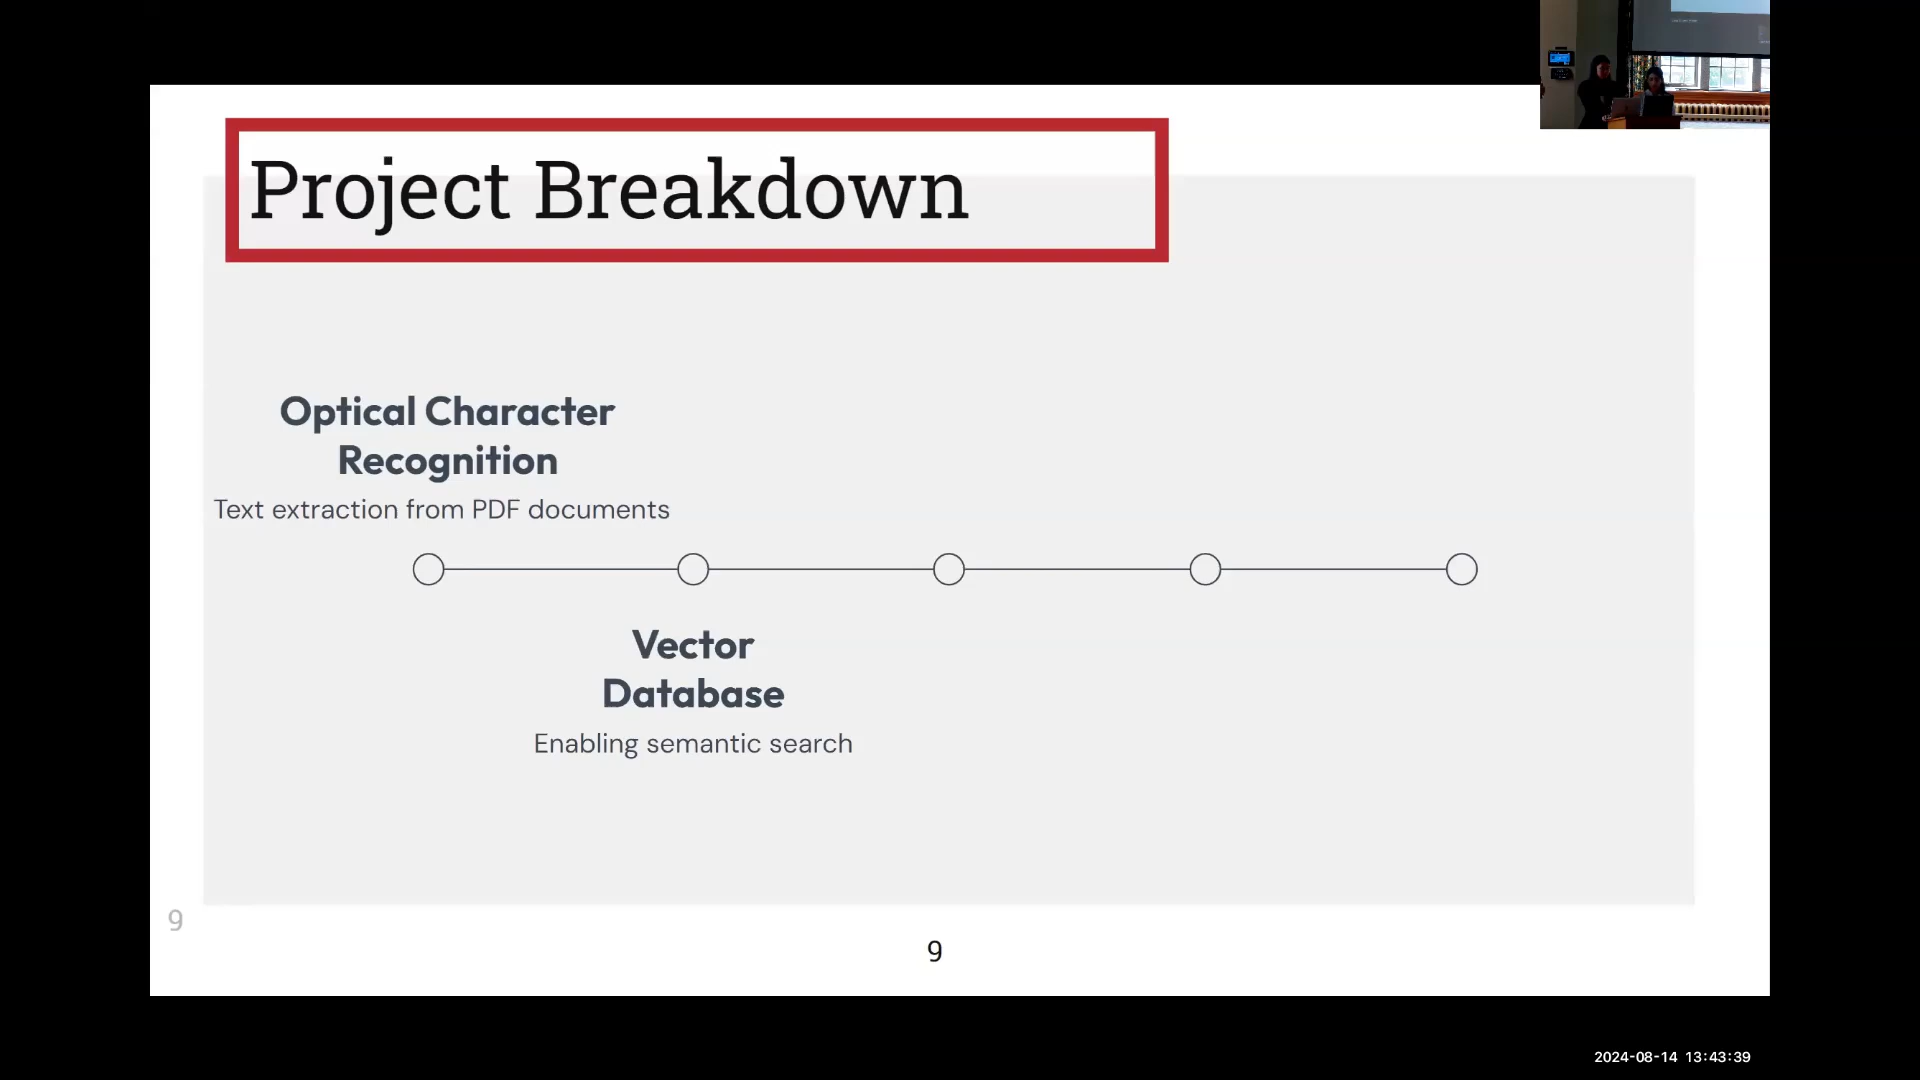 Project Breakdown
Optical Character
Recognition
Text extraction from PDF documents
Vector
Database
Enabling semantic search
9
9
2024-08-14 13:43:39